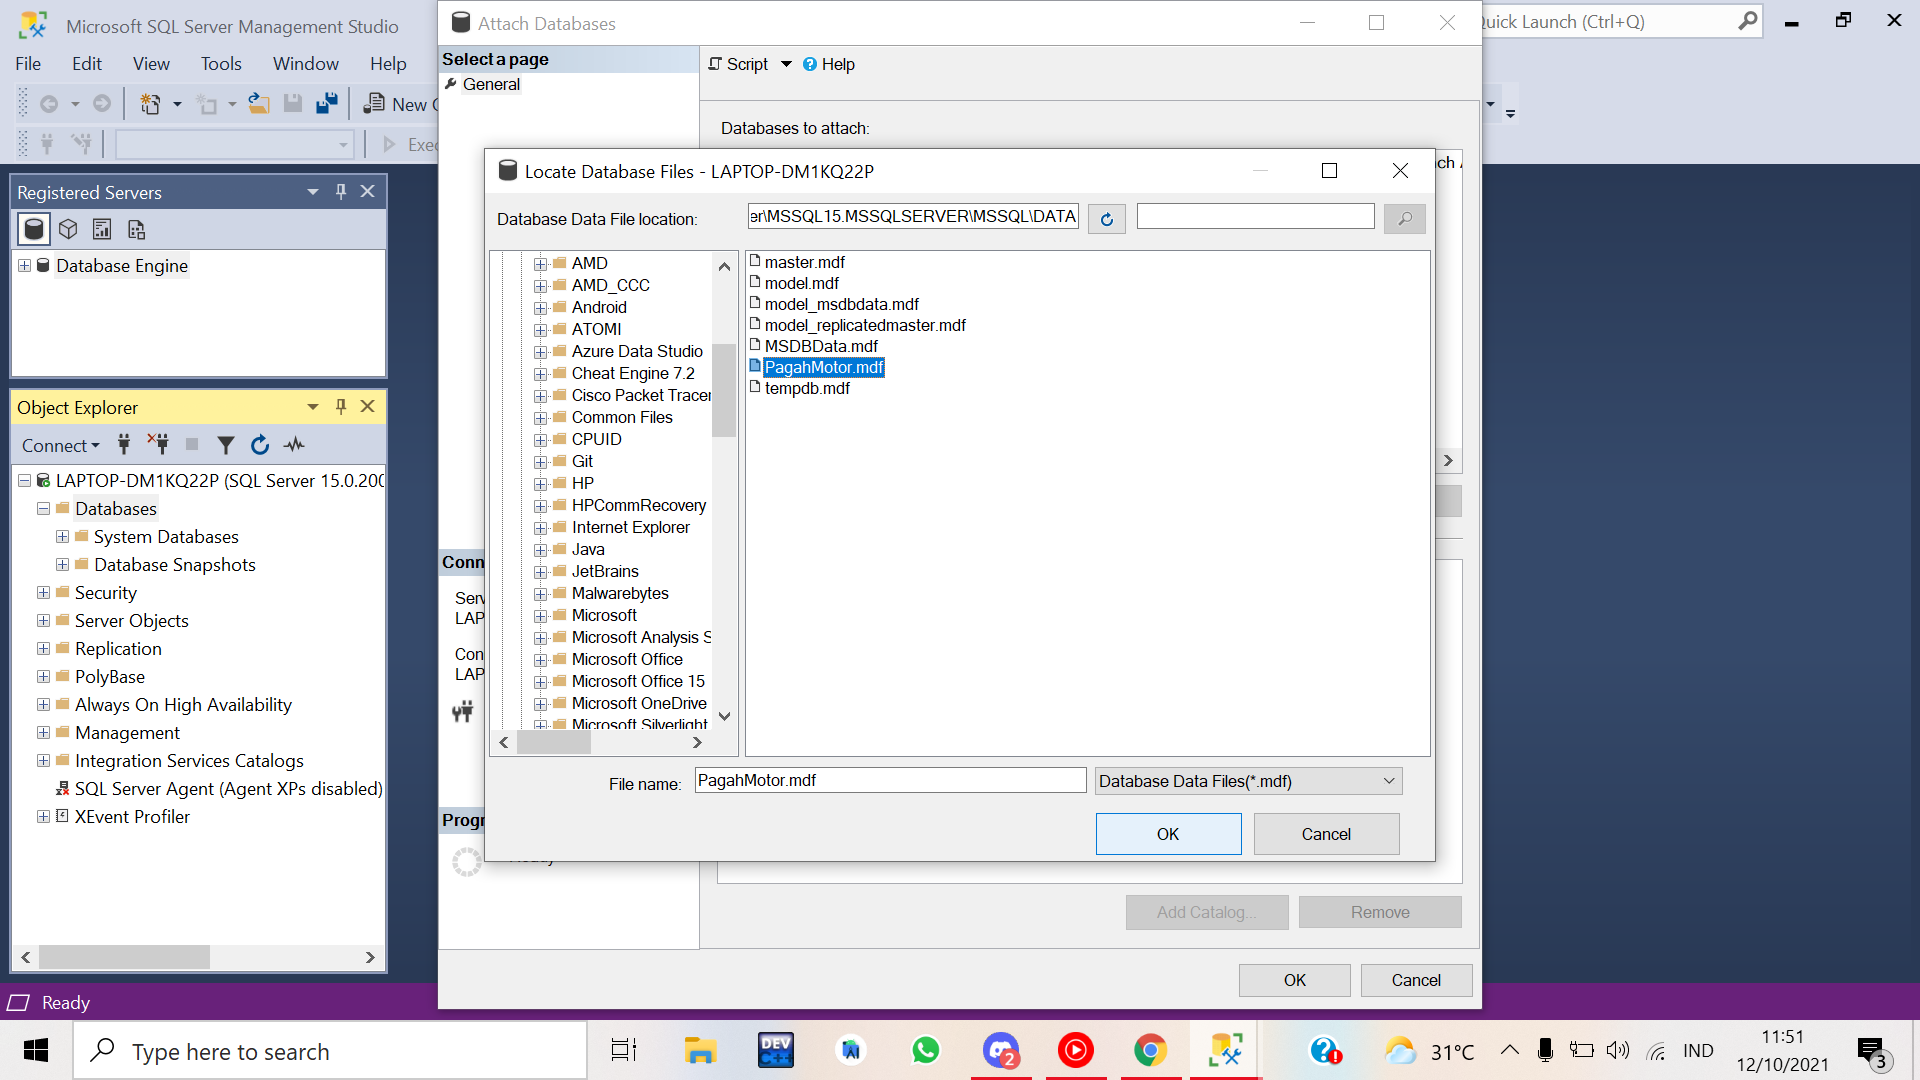 Microsoft SQL Server Management Studio
File Edit View Tools Window Help
New
Exec
Registered Servers
Database Engine
Object Explorer
Connect
LAPTOP-DM1KQ22P (SQL Server 15.0.200
Databases
System Databases
Database Snapshots
Security
Server Objects
Replication
PolyBase
Always On High Availability
Management
Integration Services Catalogs
SQL Server Agent (Agent XPs disabled)
XEvent Profiler
Ready
Attach Databases
Select a page
General
Script Help
Databases to attach:
Conn
Serv
LAP
Con
LAP
Progr
Add Catalog...
Remove
OK
Cancel
Quick Launch (Ctrl+Q)
Locate Database Files - LAPTOP-DM1KQ22P
Database Data File location:
er\MSSQL15.MSSQLSERVER\MSSQL\DATA
AMD
AMD_CCC
Android
ATOMI
Azure Data Studio
Cheat Engine 7.2
Cisco Packet Tracer
Common Files
CPUID
Git
HP
HPCommRecovery
Internet Explorer
Java
JetBrains
Malwarebytes
Microsoft
Microsoft Analysis S
Microsoft Office
Microsoft Office 15
Microsoft OneDrive
Microsoft Silverlight
master.mdf
model.mdf
model_msdbdata.mdf
model_replicatedmaster.mdf
MSDBData.mdf
PagahMotor.mdf
tempdb.mdf
File name:
PagahMotor.mdf
Database Data Files(*.mdf)
OK
Cancel
Type here to search
DEV
C++
2
31°C
IND
11:51
12/10/2021
3